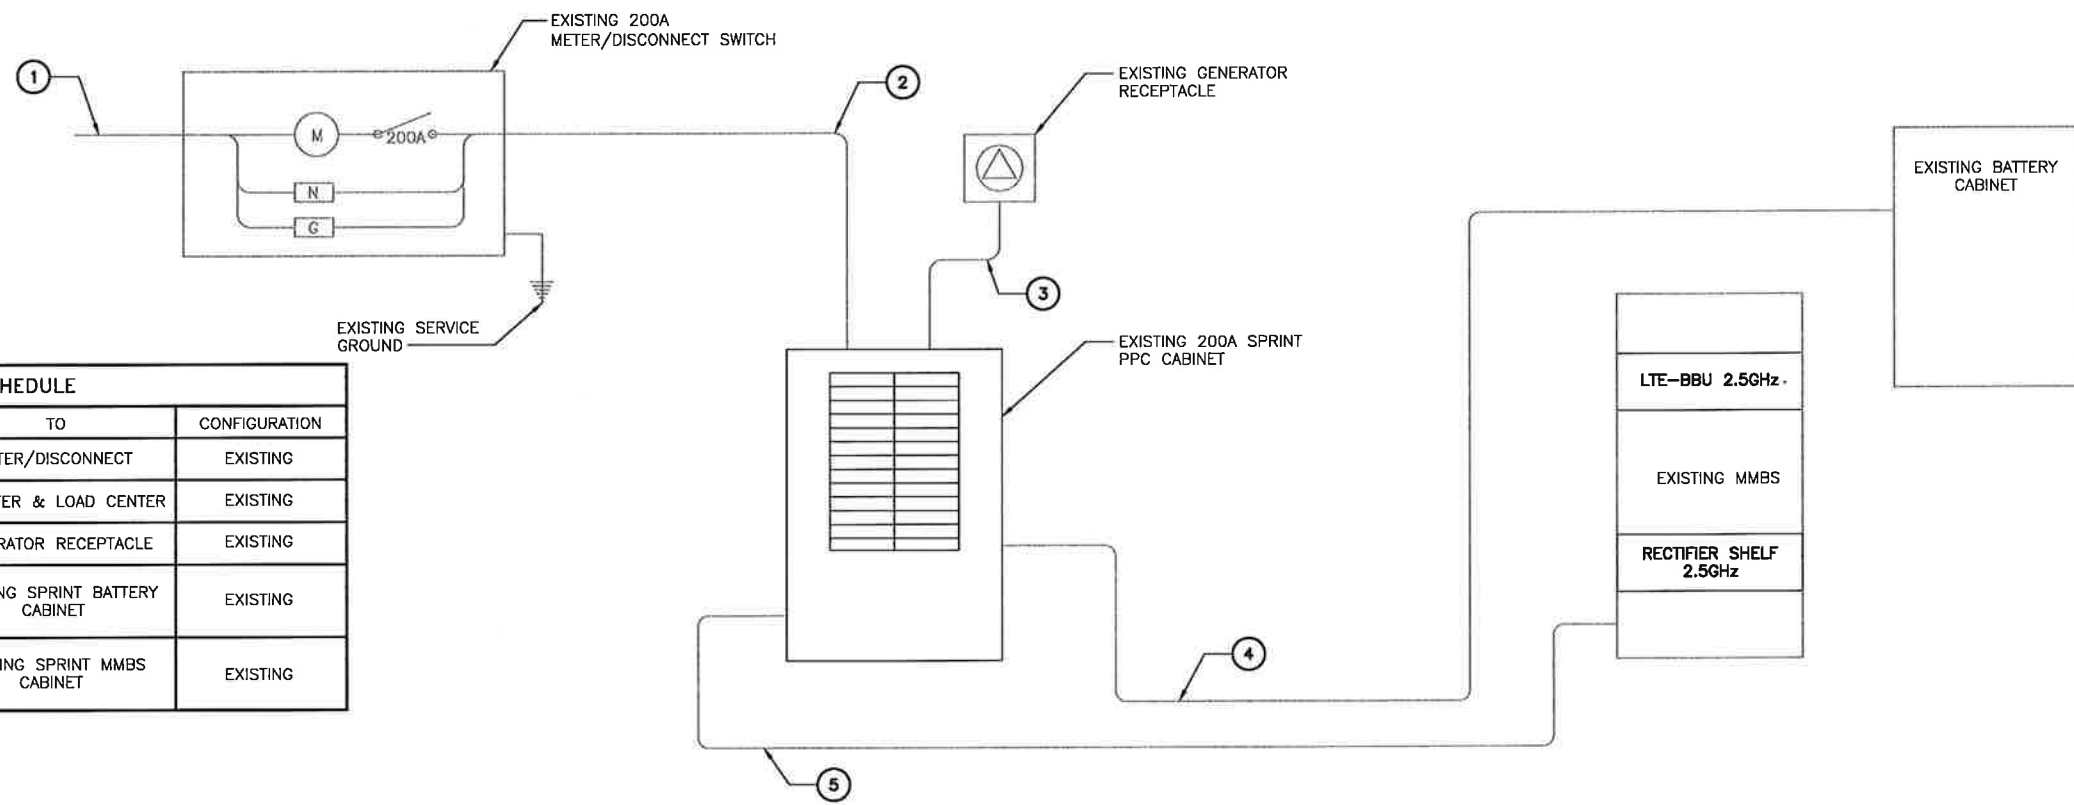 EXISTING 200A
METER/DISCONNECT SWITCH
1
2
EXISTING GENERATOR
RECEPTACLE
M
200A
N
G
EXISTING BATTERY
CABINET
3
EXISTING SERVICE
GROUND
EXISTING 200A SPRINT
PPC CABINET
LTE-BBU 2.5GHz
EXISTING MMBS
RECTIFIER SHELF
2.5GHz
HEDULE
TO CONFIGURATION
TER/DISCONNECT EXISTING
TER & LOAD CENTER EXISTING
RATOR RECEPTACLE EXISTING
NG SPRINT BATTERY
CABINET EXISTING
ING SPRINT MMBS
CABINET EXISTING
4
5